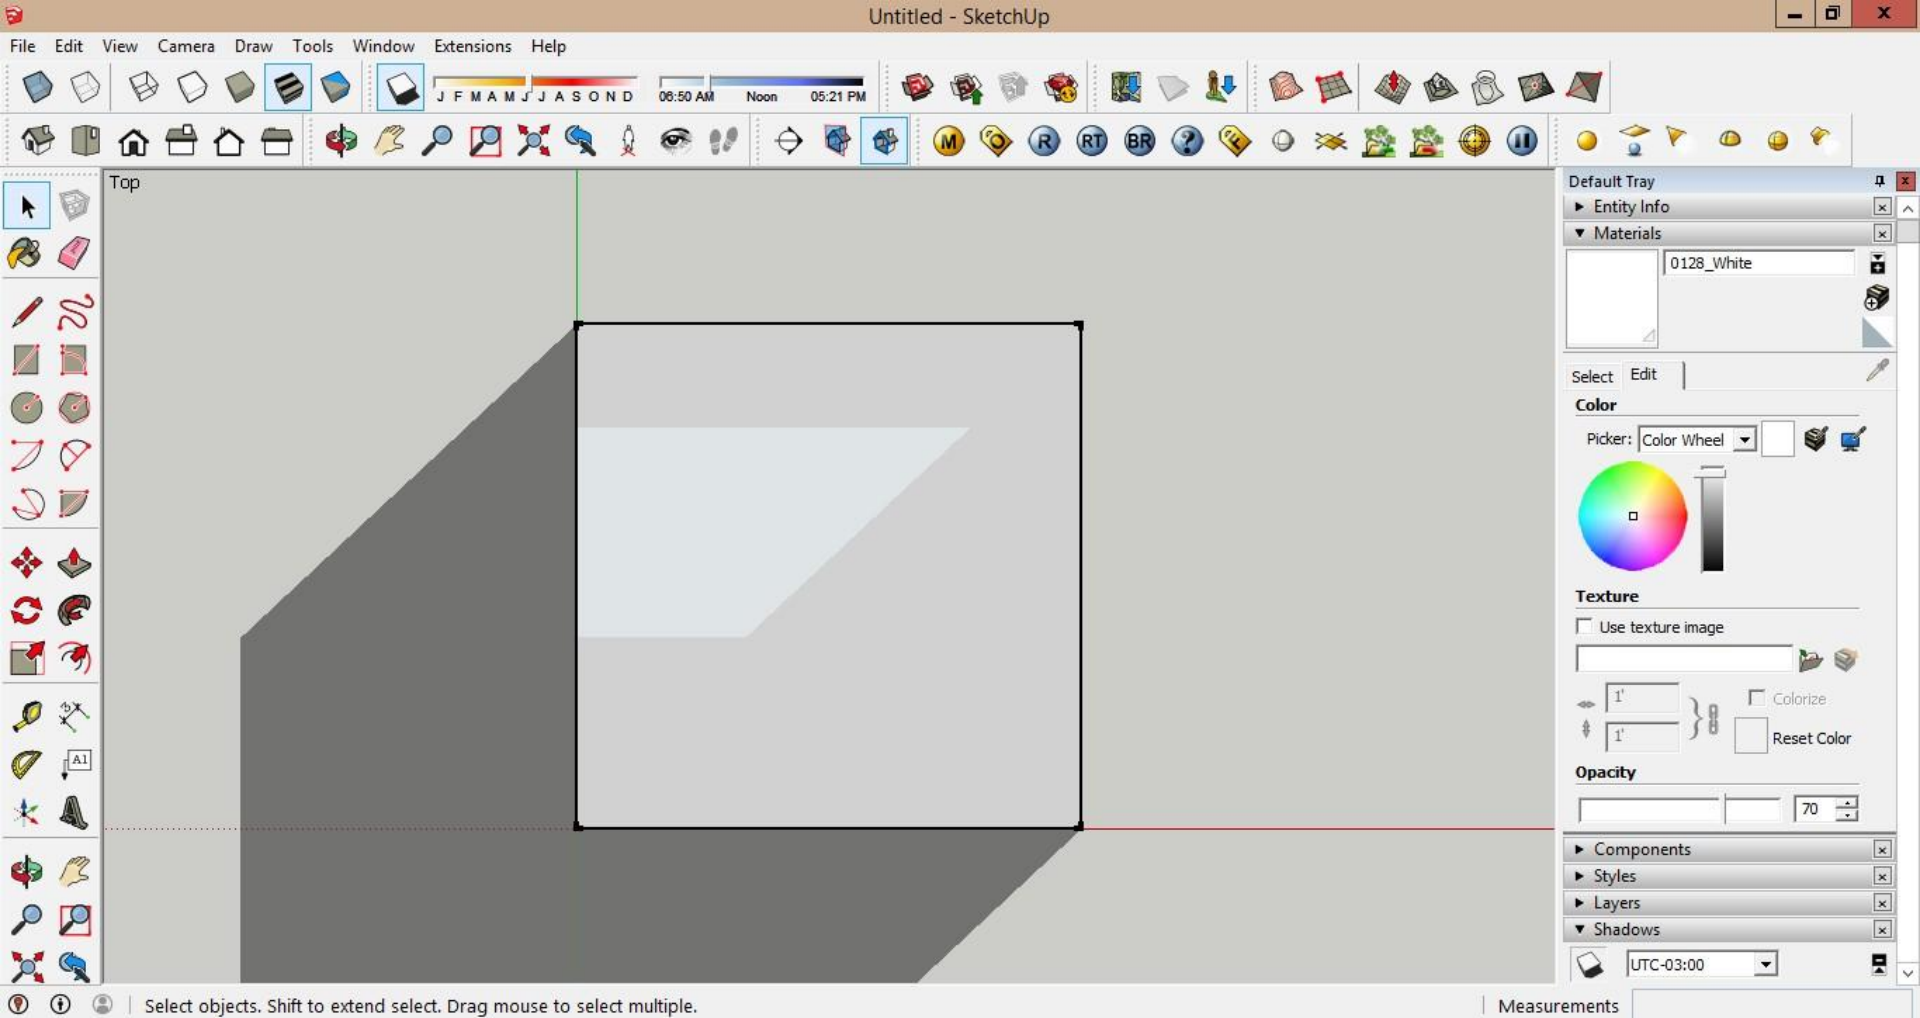 Untitled - SketchUp
File Edit View Camera Draw Tools Window Extensions Help
J F M A M J J A S O N D 06:50 AM Noon 05:21 PM
M O R RT BR ? F
Top
Default Tray
Entity Info
Materials
0128_White
Select Edit
Color
Picker: Color Wheel
Texture
Use texture image
1'
Colorize
1'
Reset Color
A1
Opacity
70
Components
Styles
Layers
Shadows
UTC-03:00
Select objects. Shift to extend select. Drag mouse to select multiple.
Measurements